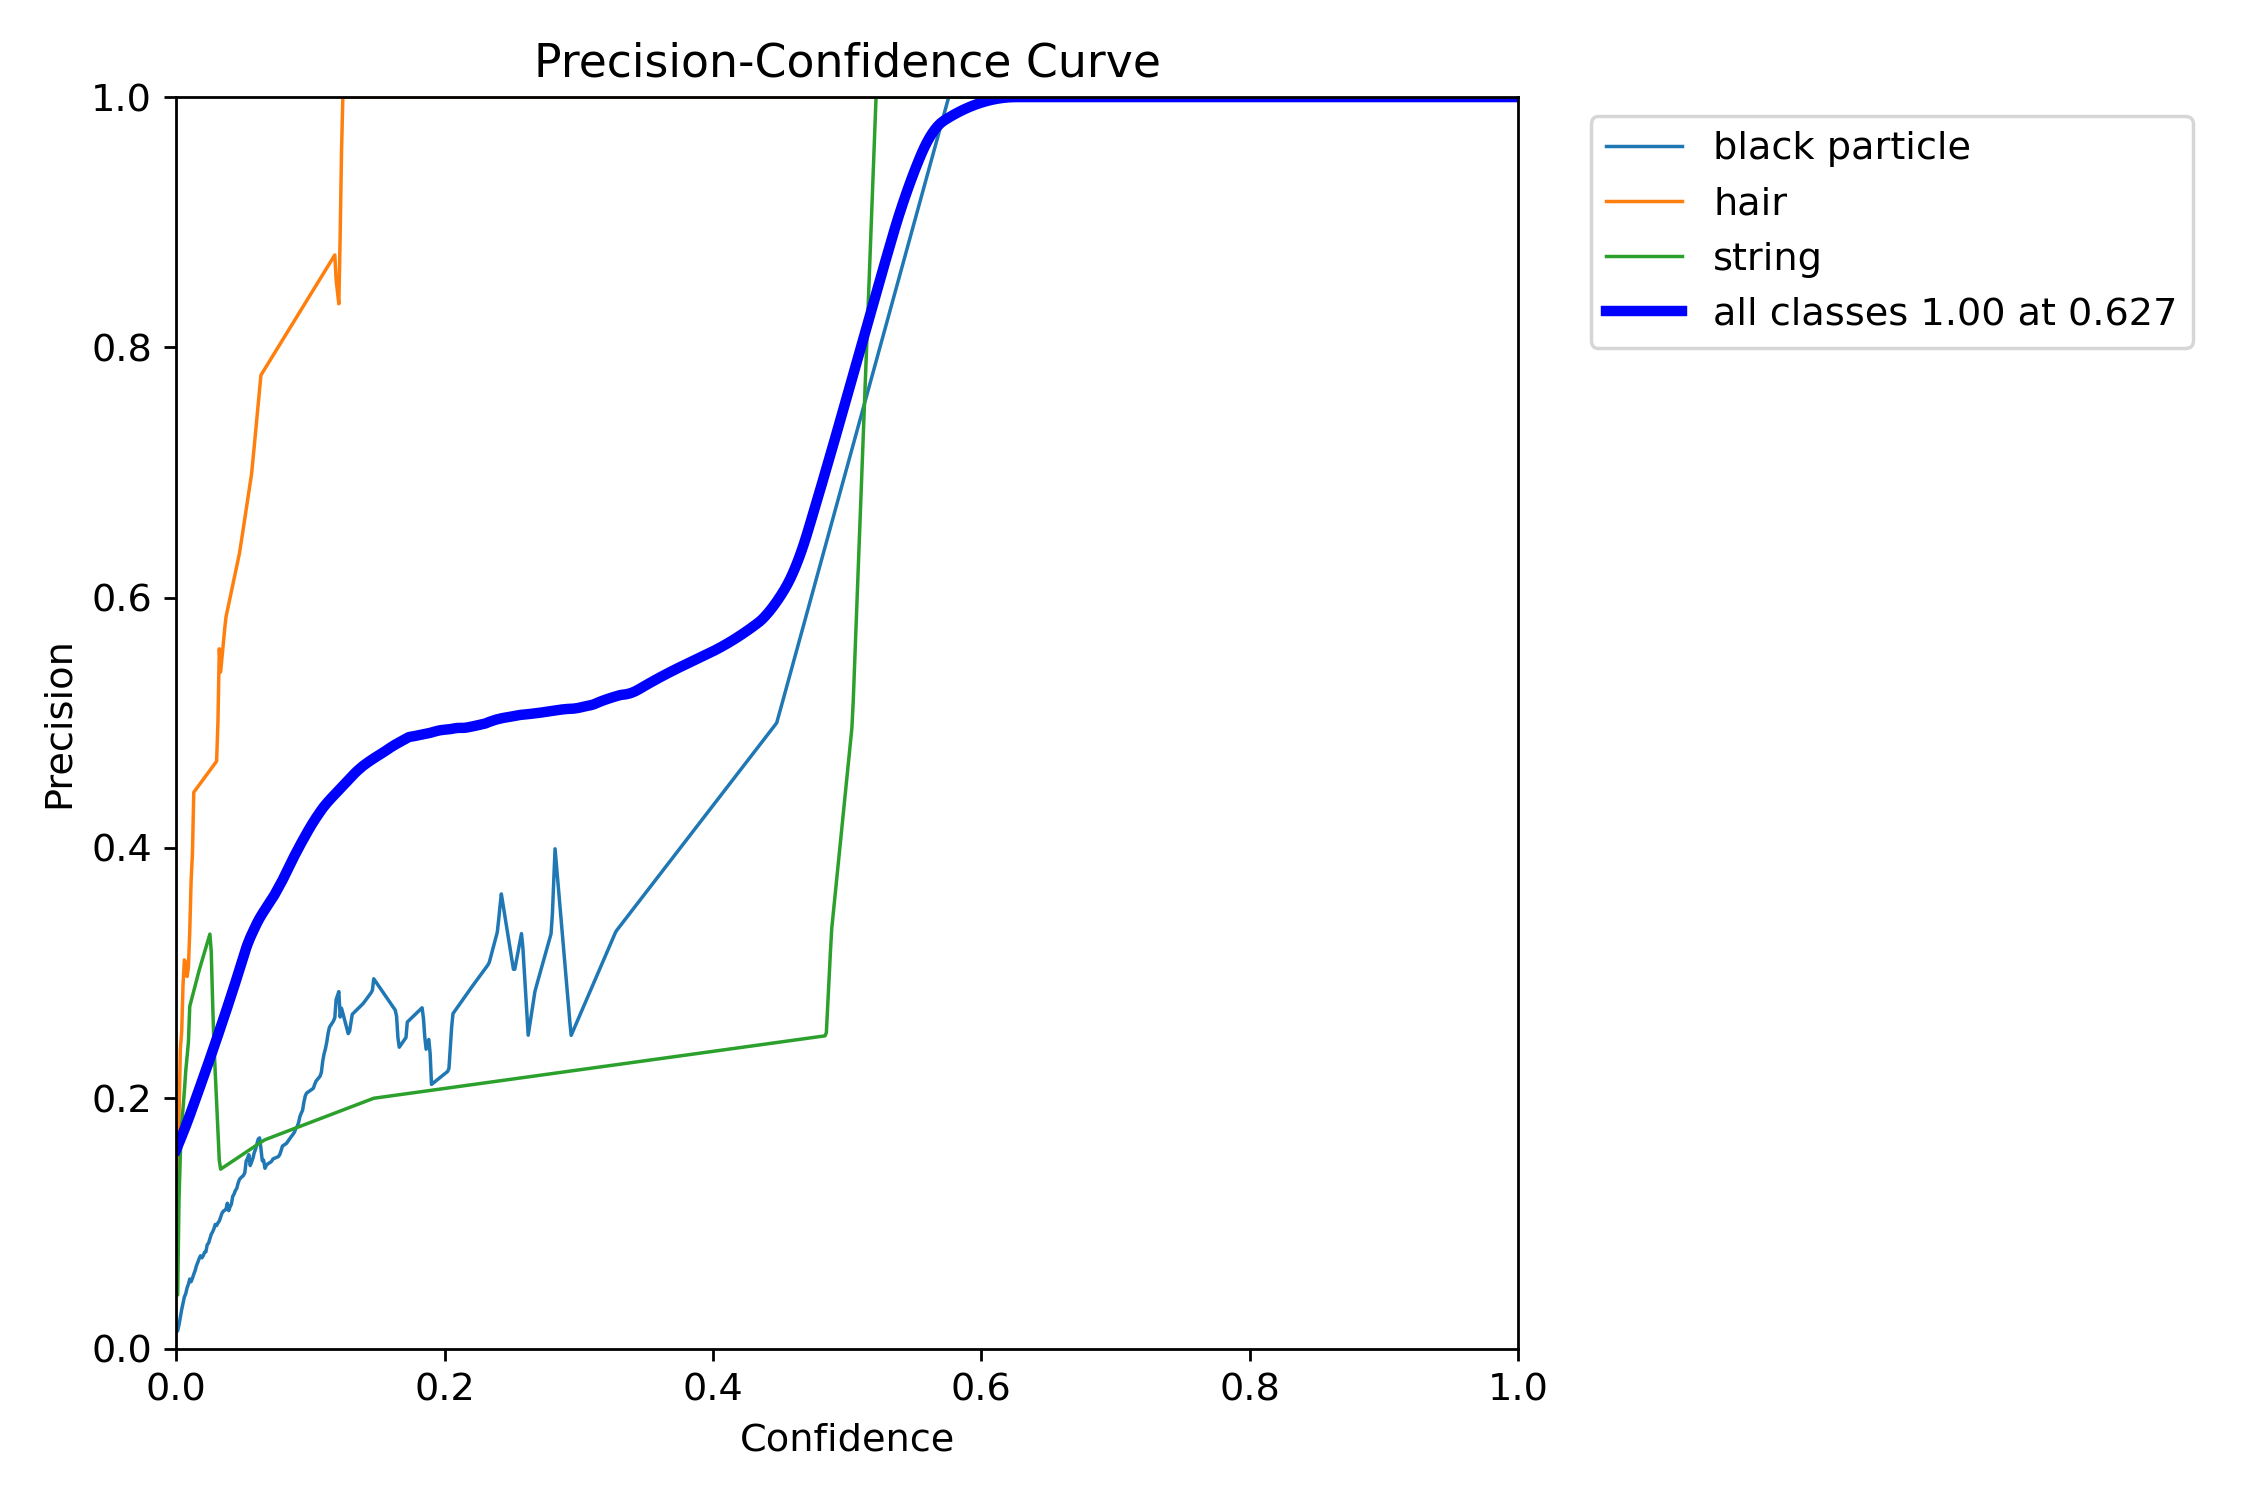 Precision-Confidence Curve
1.0
0.8
0.6
0.4
0.2
0.0
Precision
0.0 0.2 0.4 0.6 0.8 1.0
Confidence
black particle
hair
string
all classes 1.00 at 0.627